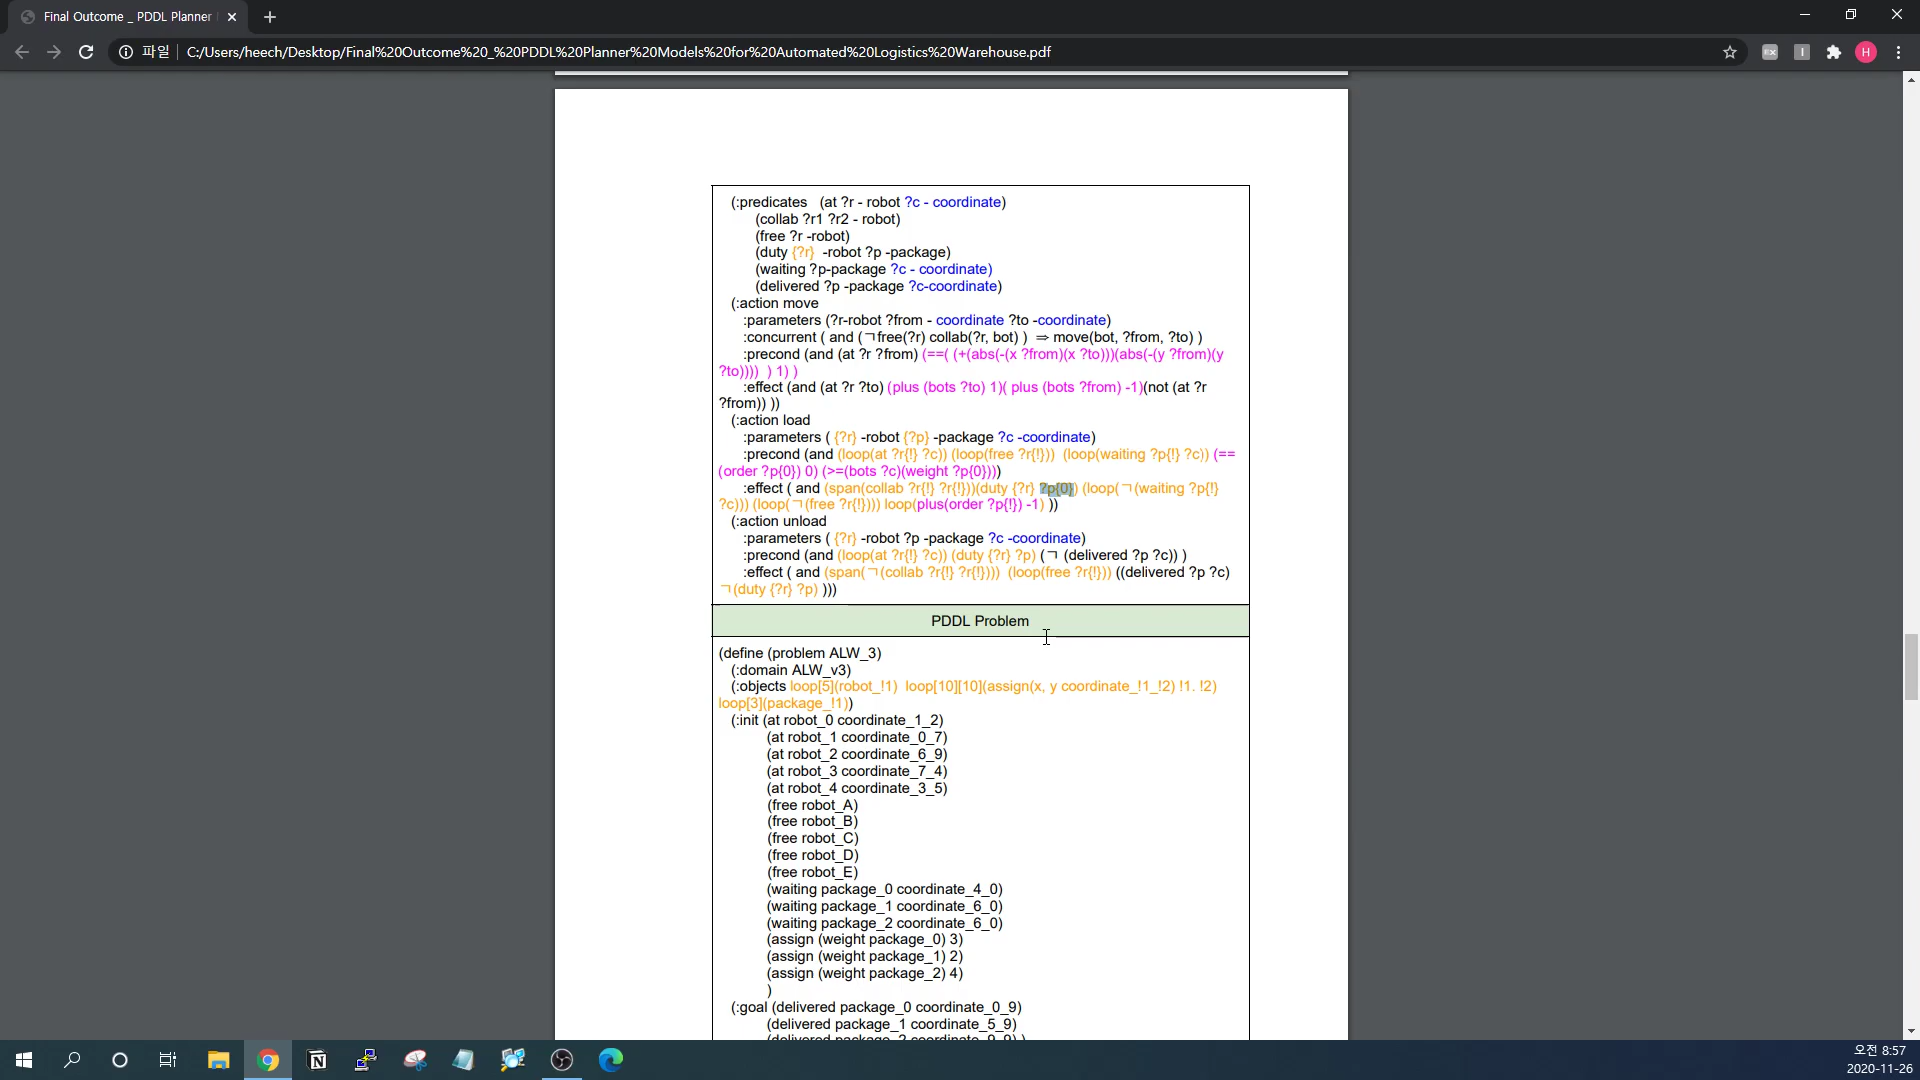 Final Outcome _ PDDL Planner
파일
C:/Users/heech/Desktop/Final%20Outcome%20_%20PDDL%20Planner%20Models%20for%20Automated%20Logistics%20Warehouse.pdf
EX
I
H
(:predicates (at ?r - robot ?c - coordinate)
(collab ?r1 ?r2 - robot)
(free ?r -robot)
(duty {?r} -robot ?p -package)
(waiting ?p-package ?c - coordinate)
(delivered ?p -package ?c-coordinate)
(:action move
:parameters (?r-robot ?from - coordinate ?to -coordinate)
:concurrent ( and (ㄱfree(?r) collab(?r, bot) ) ⇒ move(bot, ?from, ?to) )
:precond (and (at ?r ?from) (==( (+(abs(-(x ?from)(x ?to)))(abs(-(y ?from)(y
?to)))) ) 1) )
:effect (and (at ?r ?to) (plus (bots ?to) 1)( plus (bots ?from) -1)(not (at ?r
?from)) ))
(:action load
:parameters ( {?r} -robot {?p} -package ?c -coordinate)
:precond (and (loop(at ?r{!} ?c)) (loop(free ?r{!})) (loop(waiting ?p{!} ?c)) (==
(order ?p{0}) 0) (>=(bots ?c)(weight ?p{0})))
:effect ( and (span(collab ?r{!} ?r{!}))(duty {?r} ?p{0}) (loop(ㄱ(waiting ?p{!}
?c))) (loop(ㄱ(free ?r{!}))) loop(plus(order ?p{!}) -1) ))
(:action unload
:parameters ( {?r} -robot ?p -package ?c -coordinate)
:precond (and (loop(at ?r{!} ?c)) (duty {?r} ?p) (ㄱ (delivered ?p ?c)) )
:effect ( and (span(ㄱ(collab ?r{!} ?r{!}))) (loop(free ?r{!})) ((delivered ?p ?c)
ㄱ(duty {?r} ?p) )))
PDDL Problem
(define (problem ALW_3)
(:domain ALW_v3)
(:objects loop[5](robot_!1) loop[10][10](assign(x, y coordinate_!1_!2) !1. !2)
loop[3](package_!1))
(:init (at robot_0 coordinate_1_2)
(at robot_1 coordinate_0_7)
(at robot_2 coordinate_6_9)
(at robot_3 coordinate_7_4)
(at robot_4 coordinate_3_5)
(free robot_A)
(free robot_B)
(free robot_C)
(free robot_D)
(free robot_E)
(waiting package_0 coordinate_4_0)
(waiting package_1 coordinate_6_0)
(waiting package_2 coordinate_6_0)
(assign (weight package_0) 3)
(assign (weight package_1) 2)
(assign (weight package_2) 4)
)
(:goal (delivered package_0 coordinate_0_9)
(delivered package_1 coordinate_5_9)
(delivered package_2 coordinate_9_9) )
오전 8:57
2020-11-26